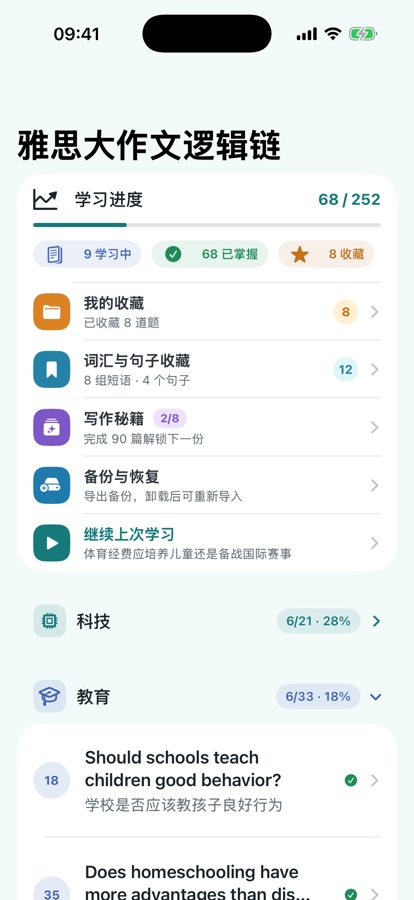 09:41
雅思大作文逻辑链
学习进度
68 / 252
9 学习中
68 已掌握
8 收藏
我的收藏
已收藏 8 道题
8
词汇与句子收藏
8 组短语 · 4 个句子
12
写作秘籍 2/8
完成 90 篇解锁下一份
备份与恢复
导出备份，卸载后可重新导入
继续上次学习
体育经费应培养儿童还是备战国际赛事
科技
6/21 · 28%
教育
6/33 · 18%
18
Should schools teach
children good behavior?
学校是否应该教孩子良好行为
35
Does homeschooling have
more advantages than dis...